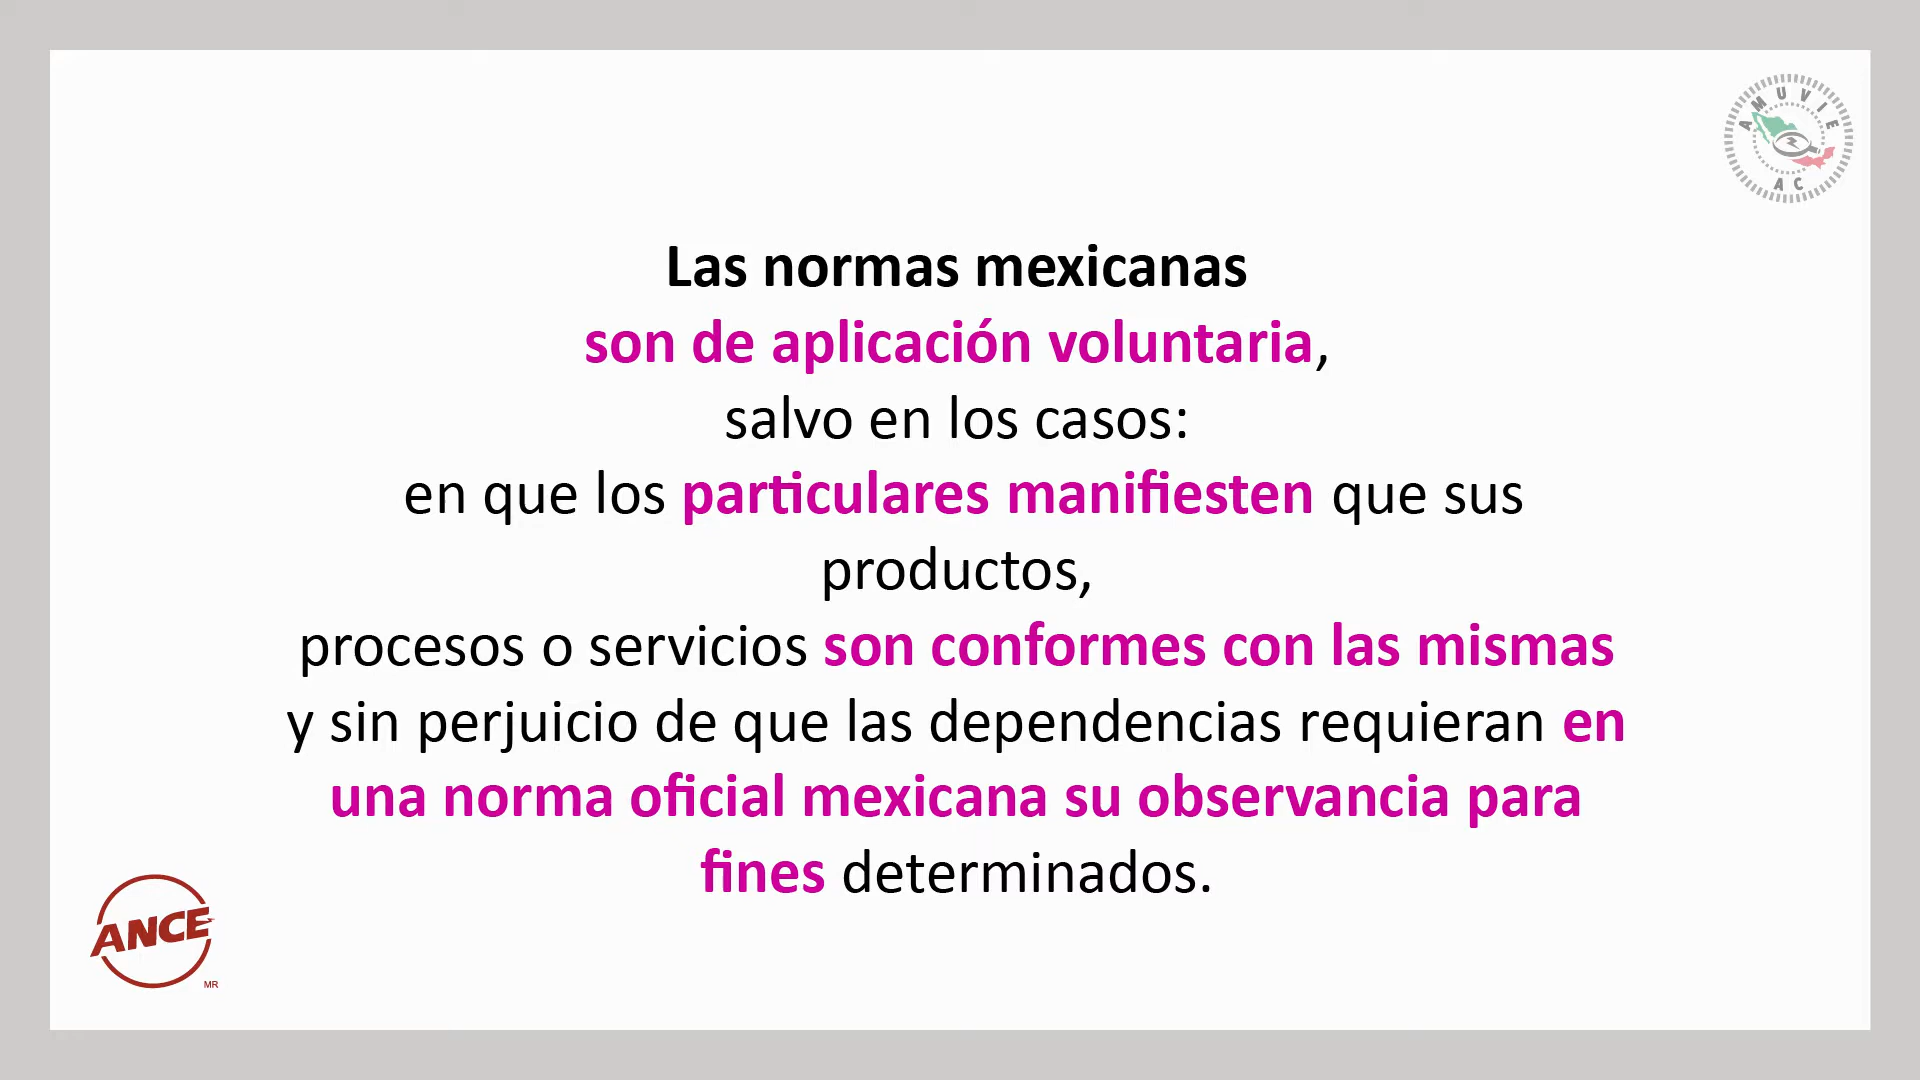 AMUVIE
AC
Las normas mexicanas
son de aplicación voluntaria,
salvo en los casos:
en que los particulares manifiesten que sus
productos,
procesos o servicios son conformes con las mismas
y sin perjuicio de que las dependencias requieran en
una norma oficial mexicana su observancia para
fines determinados.
ANCE
MR